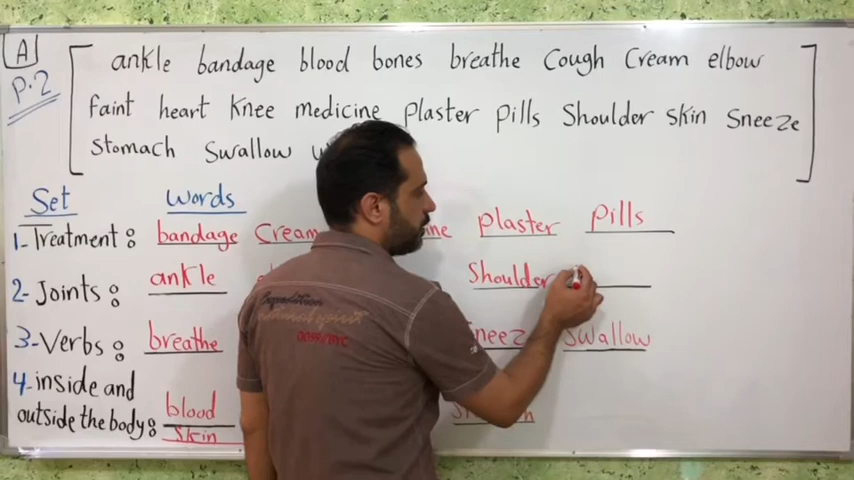 A
P.2
ankle bandage blood bones breathe Cough Cream elbow
faint heart Knee medicine Plaster Pills Shoulder skin Sneeze
Stomach Swallow
Set Words
1- Treatment : bandage Cream plaster Pills
2- Joints : ankle Shoulder
3- Verbs : breathe Swallow
4- inside and
outside the body : blood
Skin